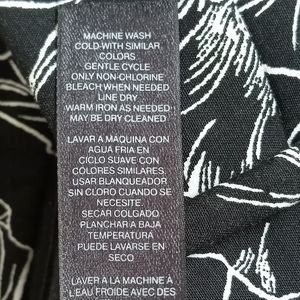 MACHINE WASH
COLD WITH SIMILAR
COLORS
GENTLE CYCLE
ONLY NON-CHLORINE
BLEACH WHEN NEEDED
LINE DRY
WARM IRON AS NEEDED
MAY BE DRY CLEANED
LAVAR A MAQUINA CON
AGUA FRIA EN
CICLO SUAVE CON
COLORES SIMILARES.
USAR BLANQUEADOR
SIN CLORO CUANDO SE
NECESITE.
SECAR COLGADO
PLANCHAR A BAJA
TEMPERATURA
PUEDE LAVARSE EN
SECO
LAVER A LA MACHINE À
L'EAU FROIDE AVEC DES